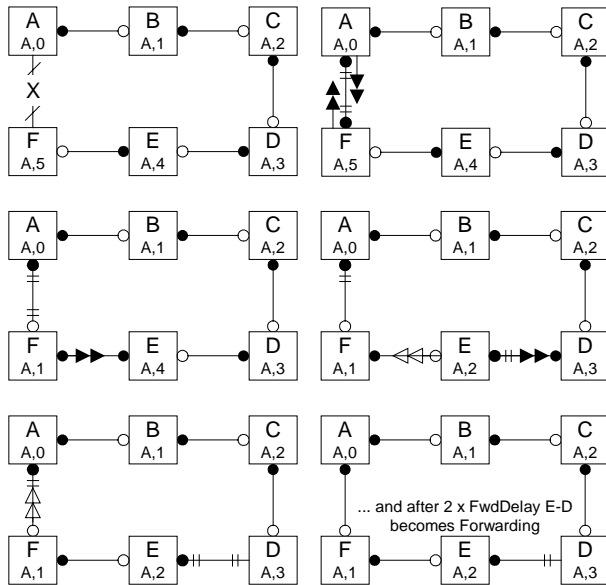 A B C A B C
A,0 A,1 A,2 A,0 A,1 A,2
X
F E D F E D
A,5 A,4 A,3 A,5 A,4 A,3
A B C A B C
A,0 A,1 A,2 A,0 A,1 A,2
F E D F E D
A,1 A,4 A,3 A,1 A,2 A,3
A B C A B C
A,0 A,1 A,2 A,0 A,1 A,2
... and after 2 x FwdDelay E-D
becomes Forwarding
F E D F E D
A,1 A,2 A,3 A,1 A,2 A,3